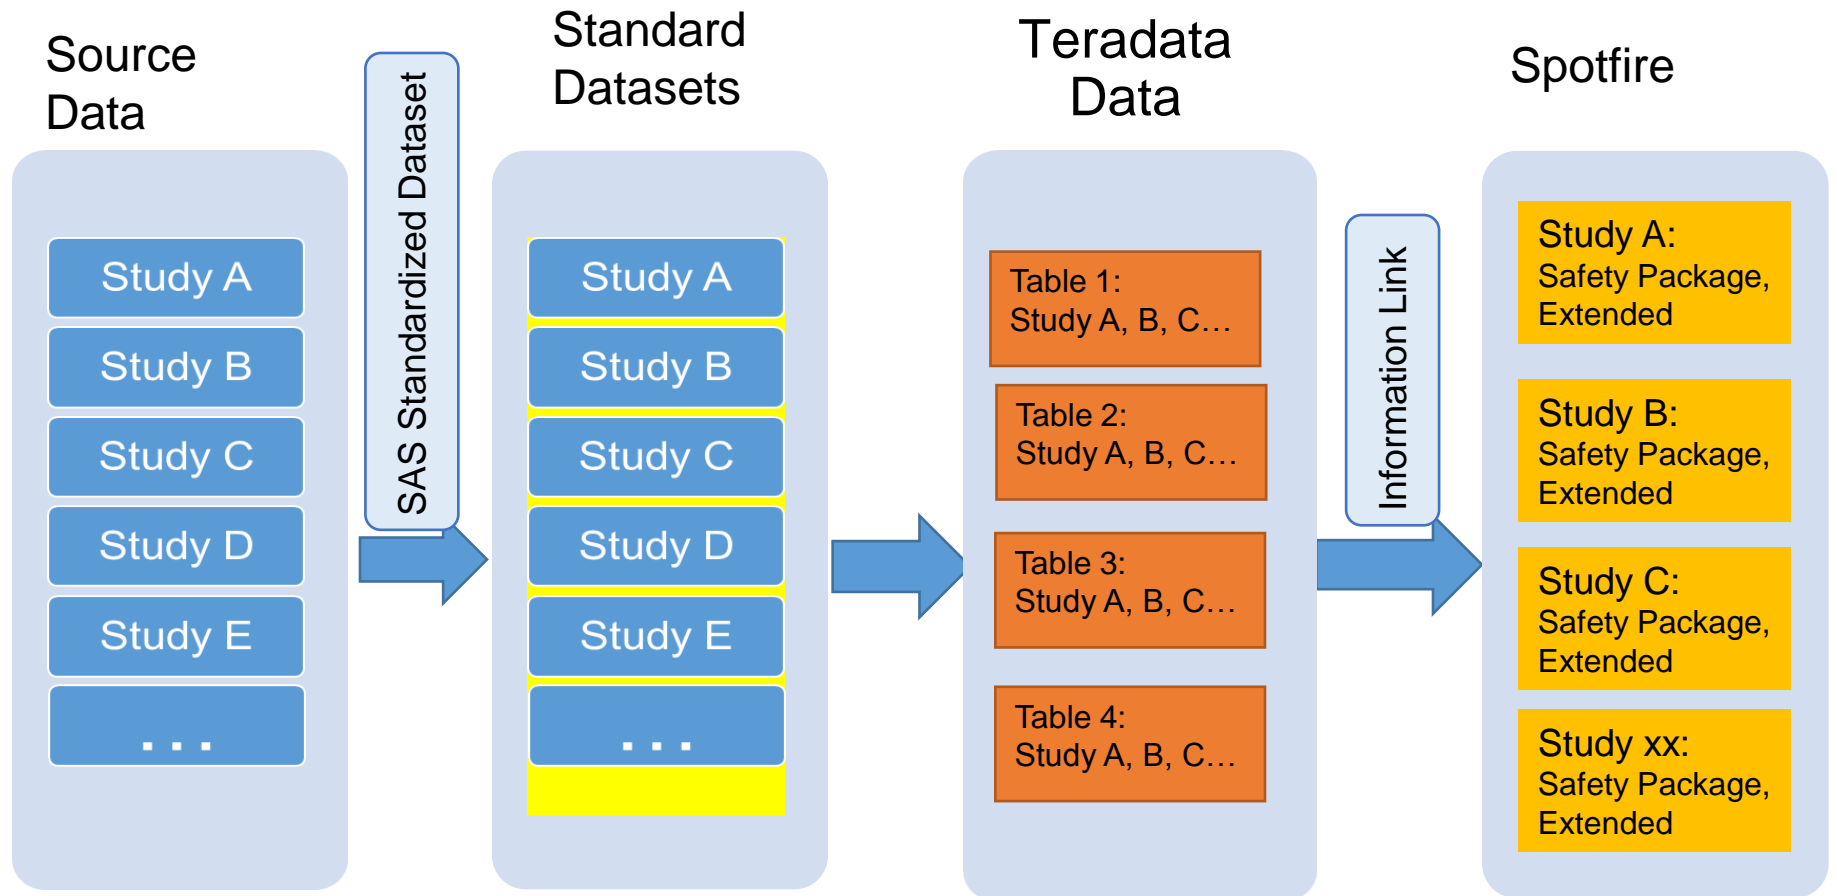 Source
Data
SAS Standardized Dataset
Standard
Datasets
Teradata
Data
Information Link
Spotfire
Study A
Study B
Study C
Study D
Study E
...
Study A
Study B
Study C
Study D
Study E
...
Table 1:
Study A, B, C…
Table 2:
Study A, B, C…
Table 3:
Study A, B, C…
Table 4:
Study A, B, C…
Study A:
Safety Package,
Extended
Study B:
Safety Package,
Extended
Study C:
Safety Package,
Extended
Study xx:
Safety Package,
Extended